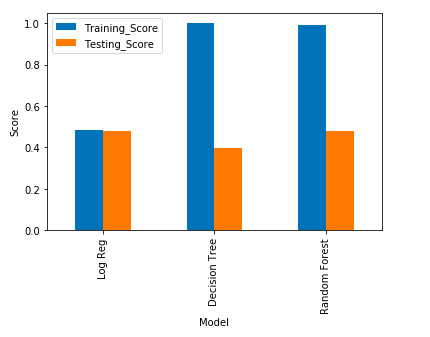 Training_Score
Testing_Score
1.0
0.8
0.6
0.4
0.2
0.0
Score
Log Reg
Decision Tree
Random Forest
Model